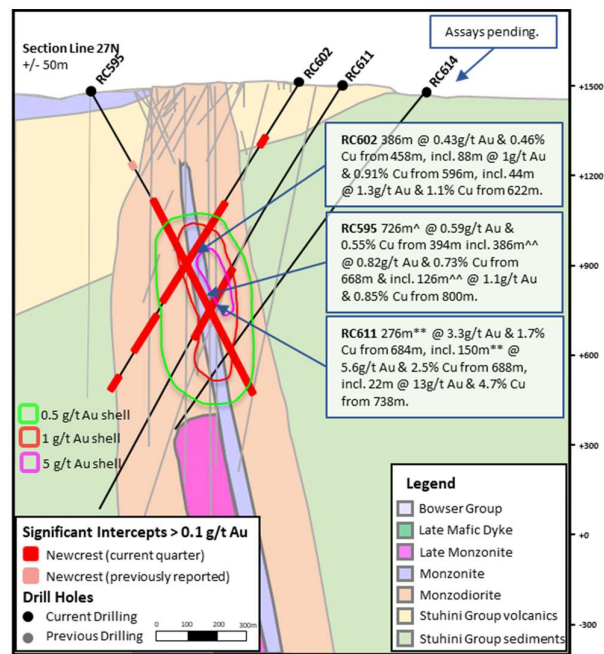 Section Line 27N
+/- 50m
RC595
RC602
RC611
RC614
Assays pending.
+1500
+1200
+900
+600
+300
+0
-300
RC602 386m @ 0.43g/t Au & 0.46%
Cu from 458m, incl. 88m @ 1g/t Au
& 0.91% Cu from 596m, incl. 44m
@ 1.3g/t Au & 1.1% Cu from 622m.
RC595 726m^ @ 0.59g/t Au &
0.55% Cu from 394m incl. 386m^^
@ 0.82g/t Au & 0.73% Cu from
668m & incl. 126m^^ @ 1.1g/t Au
& 0.85% Cu from 800m.
RC611 276m** @ 3.3g/t Au & 1.7%
Cu from 684m, incl. 150m** @
5.6g/t Au & 2.5% Cu from 688m,
incl. 22m @ 13g/t Au & 4.7% Cu
from 738m.
0.5 g/t Au shell
1 g/t Au shell
5 g/t Au shell
Significant Intercepts > 0.1 g/t Au
Newcrest (current quarter)
Newcrest (previously reported)
Drill Holes
Current Drilling
Previous Drilling
0 100 200 300m
Legend
Bowser Group
Late Mafic Dyke
Late Monzonite
Monzonite
Monzodiorite
Stuhini Group volcanics
Stuhini Group sediments